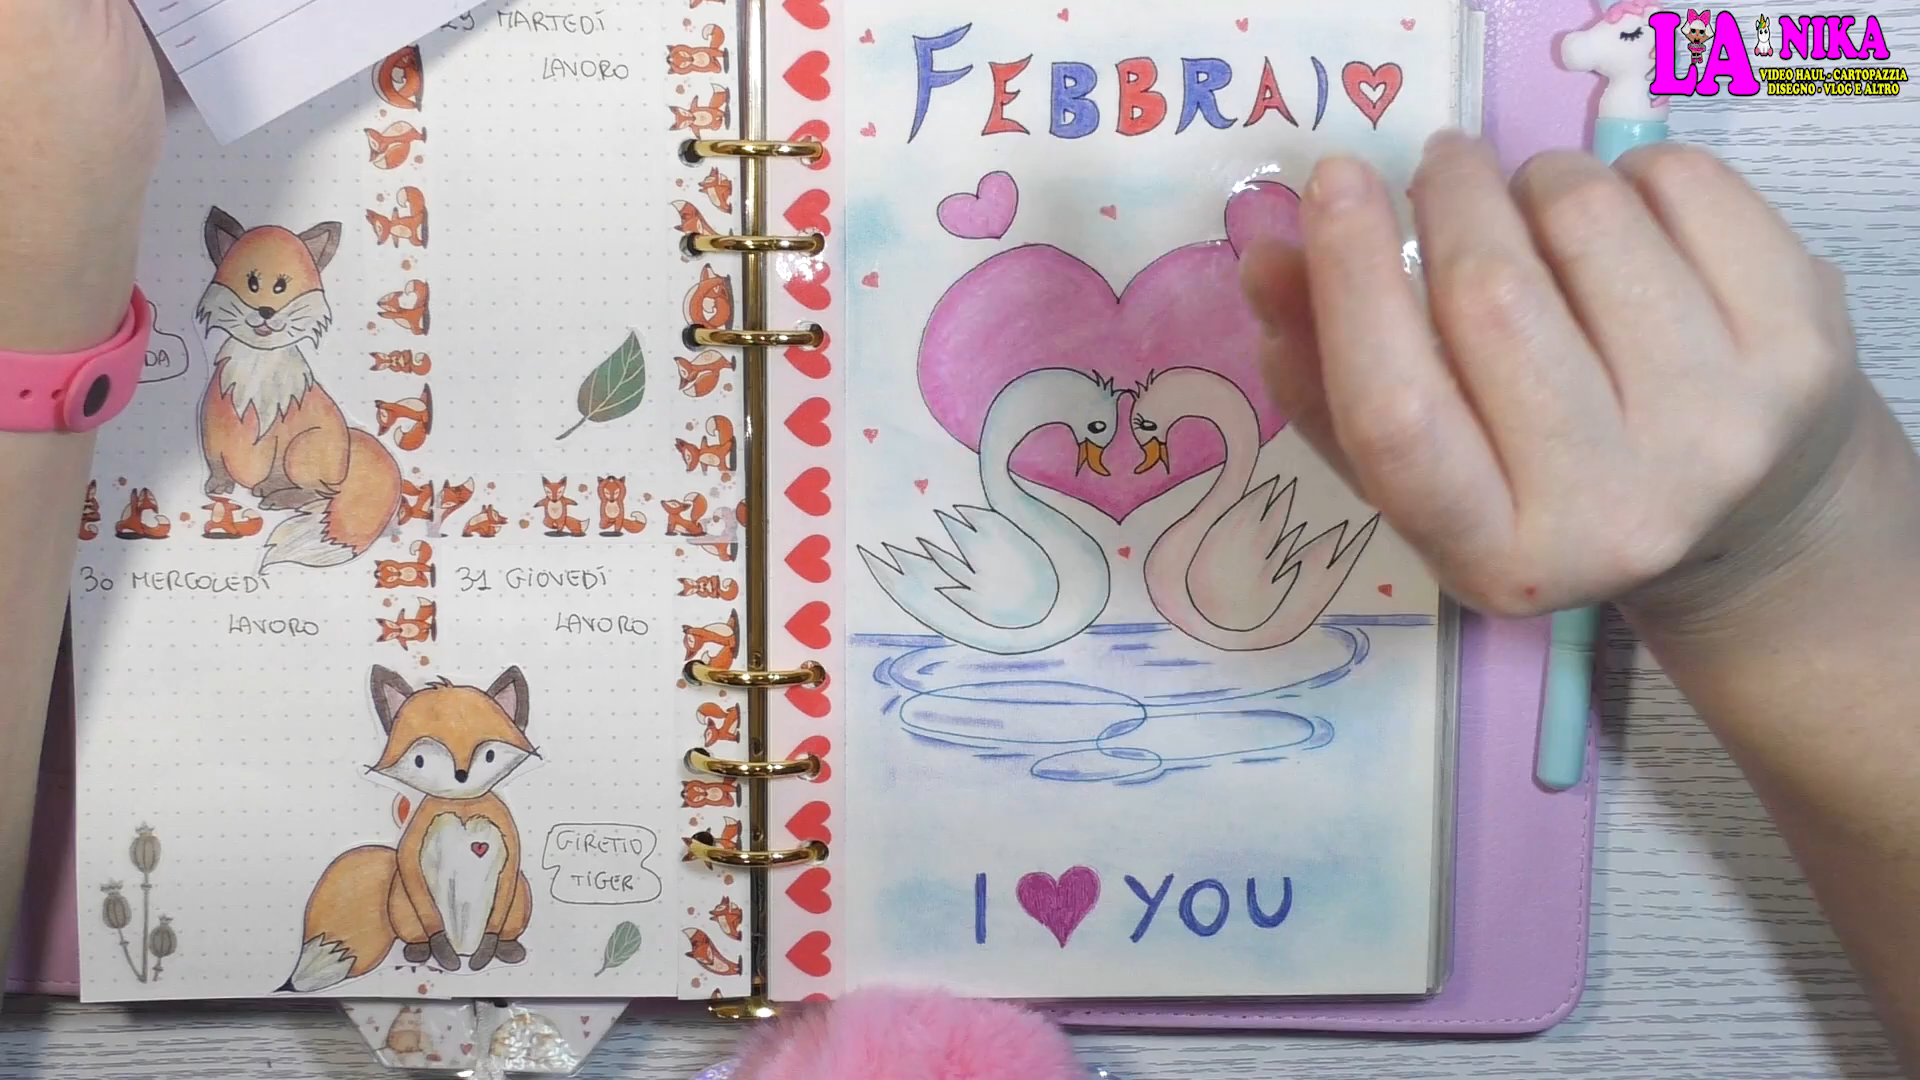 29 MARTEDÌ
LAVORO
30 MERCOLEDÌ
LAVORO
31 GIOVEDÌ
LAVORO
GIRETTO
TIGER
FEBBRAIO
I ♥ YOU
LA NIKA
VIDEO HAUL - CARTOPAZZIA
DISEGNO - VLOG E ALTRO